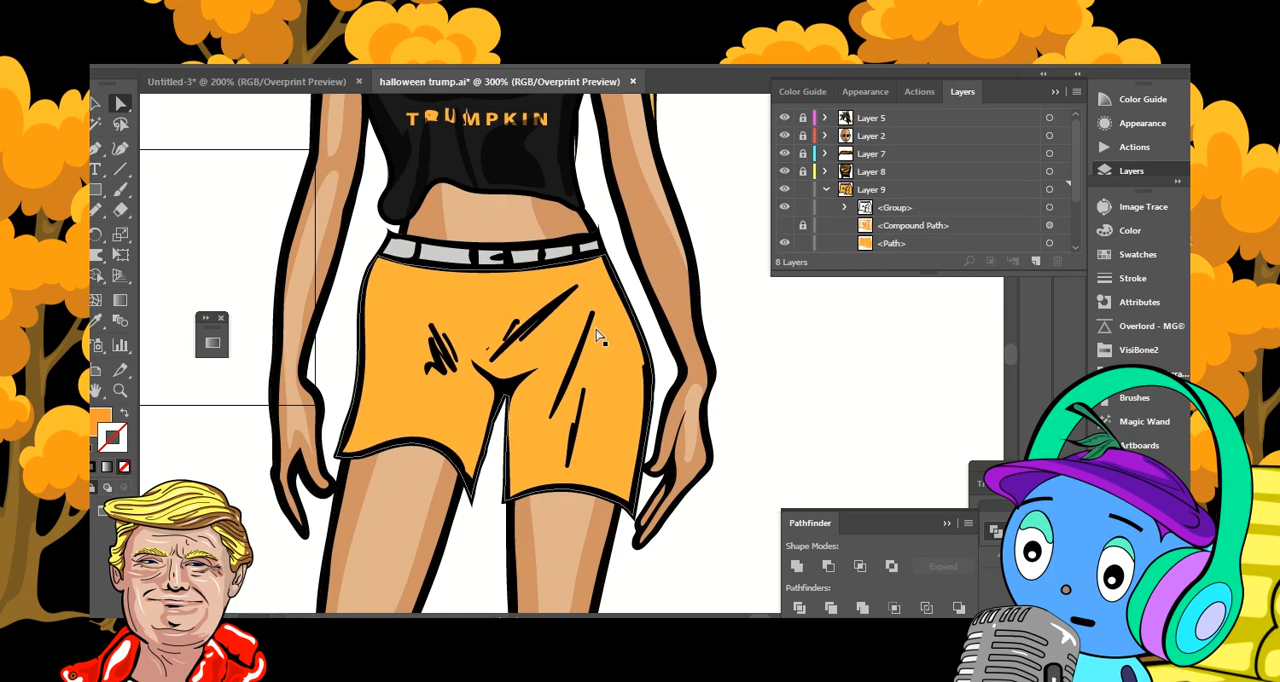 Untitled-3* @ 200% (RGB/Overprint Preview)
halloween trump.ai* @ 300% (RGB/Overprint Preview)
Color Guide Appearance Actions Layers
Layer 5
Layer 2
Layer 7
Layer 8
Layer 9
<Group>
<Compound Path>
<Path>
8 Layers
Color Guide
Appearance
Actions
Layers
Image Trace
Color
Swatches
Stroke
Attributes
Overlord - MG©
VisiBone2
Brushes
Magic Wand
Artboards
TRUMPKIN
Pathfinder
Shape Modes:
Expand
Pathfinders: